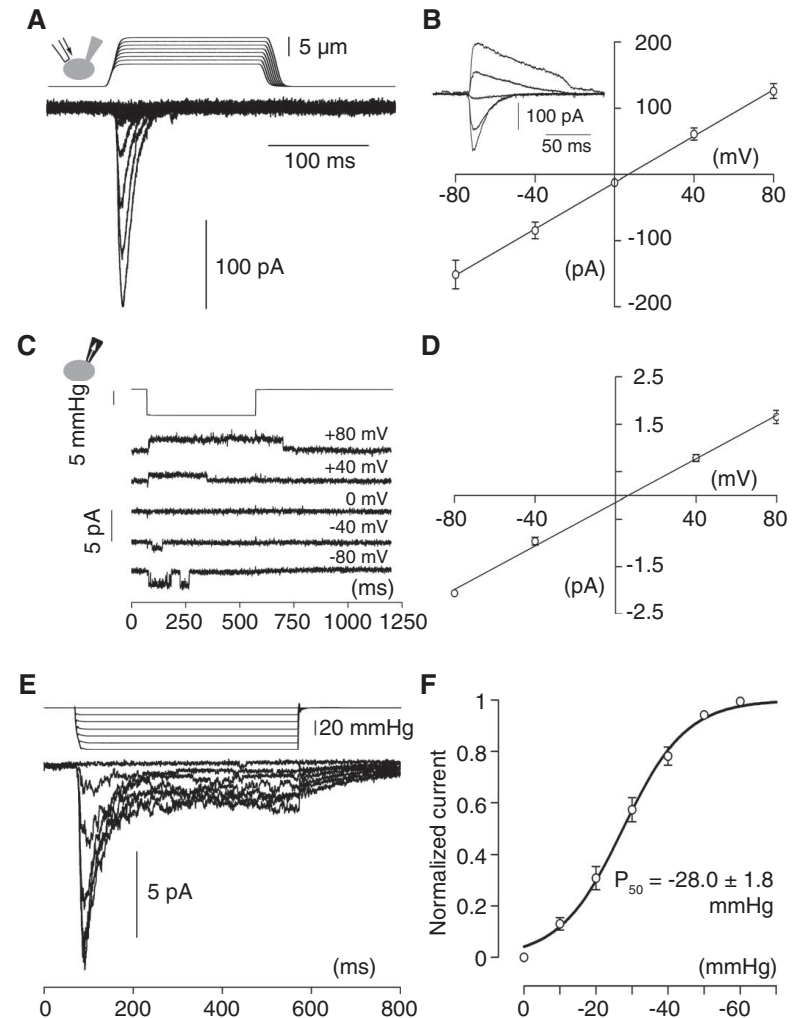 A
5 µm
100 ms
100 pA
B
200
100
100 pA
50 ms
(mV)
-80
-40
40
80
-100
(pA)
-200
C
5 mmHg
+80 mV
+40 mV
0 mV
5 pA
-40 mV
-80 mV
(ms)
0
250
500
750
1000
1250
D
2.5
1.5
(mV)
-80
-40
40
80
-1.5
(pA)
-2.5
E
20 mmHg
5 pA
(ms)
0
200
400
600
800
F
1
0.8
0.6
0.4
0.2
0
Normalized current
P50 = -28.0 ± 1.8
mmHg
(mmHg)
0
-20
-40
-60